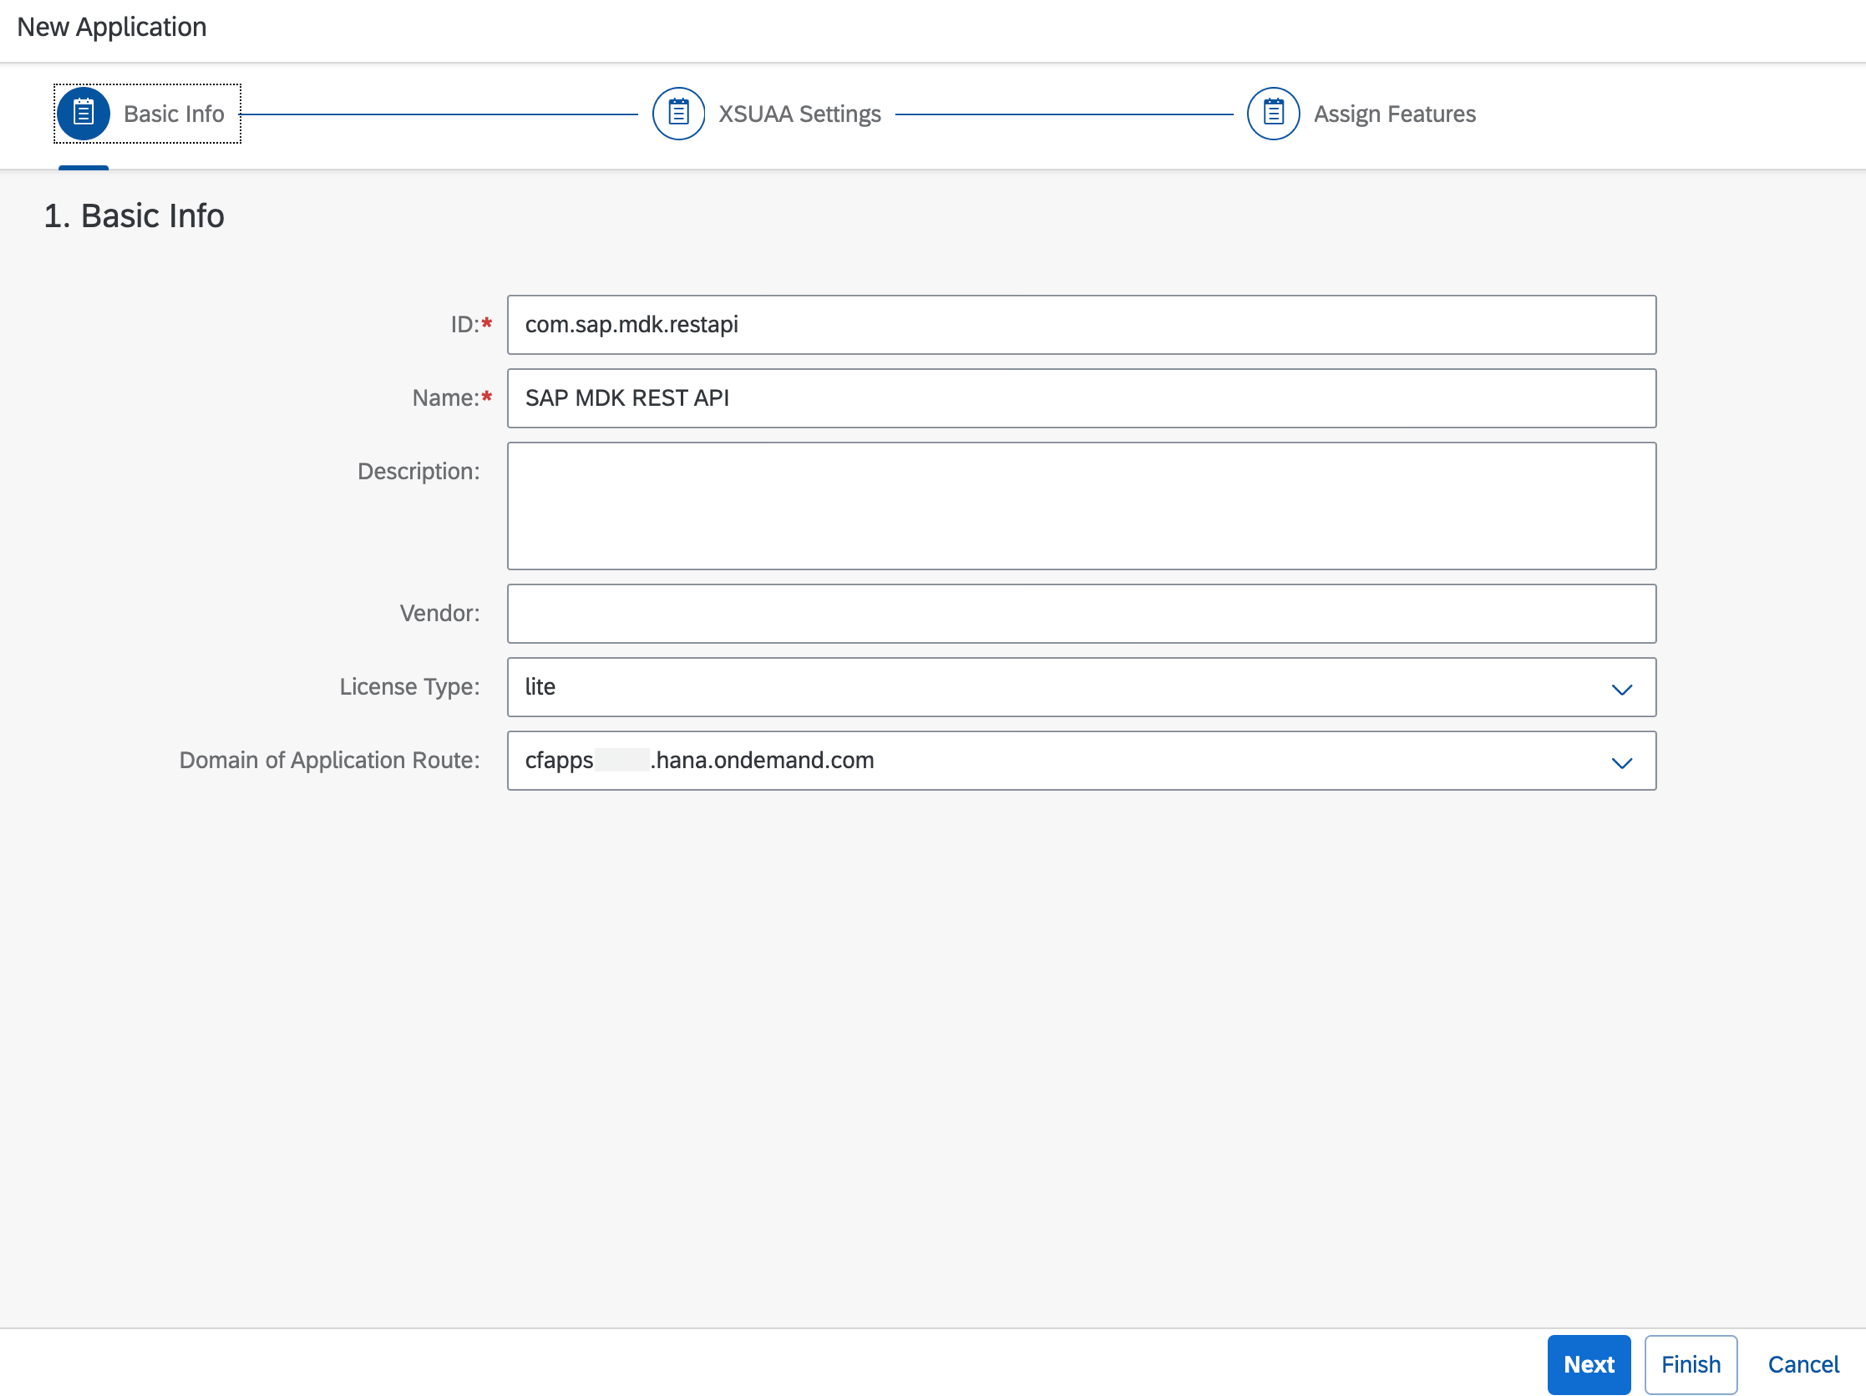 New Application
Basic Info
XSUAA Settings
Assign Features
1. Basic Info
ID:*
com.sap.mdk.restapi
Name:*
SAP MDK REST API
Description:
Vendor:
License Type:
lite
Domain of Application Route:
cfapps .hana.ondemand.com
Next
Finish
Cancel